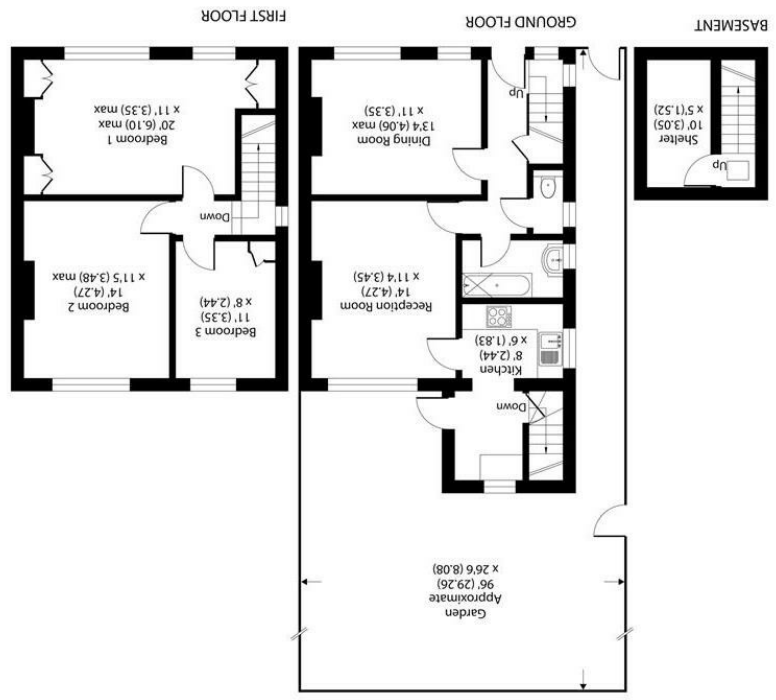 Garden
Approximate
96' (29.26)
x 26'6 (8.08)
Down
Kitchen
8' (2.44)
x 6' (1.83)
Reception Room
14' (4.27)
x 11'4 (3.45)
Dining Room
13'4 (4.06) max
x 11' (3.35)
Up
GROUND FLOOR
Bedroom 3
11' (3.35)
x 8' (2.44)
Bedroom 2
14' (4.27)
x 11'5 (3.48) max
Down
Bedroom 1
20' (6.10) max
x 11' (3.35) max
FIRST FLOOR
Up
Shelter
10' (3.05)
x 5'(1.52)
BASEMENT